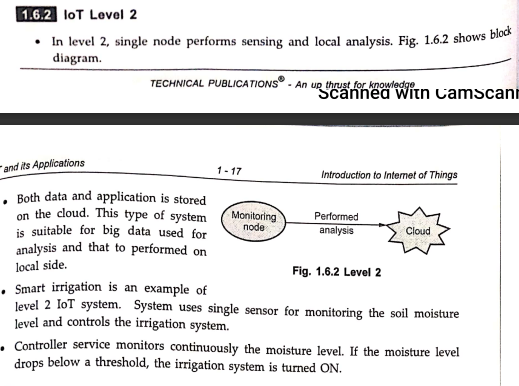 1.6.2 IoT Level 2
• In level 2, single node performs sensing and local analysis. Fig. 1.6.2 shows block
diagram.
TECHNICAL PUBLICATIONS® - An up thrust for knowledge
Scanned with CamScann
and its Applications
1 - 17
Introduction to Internet of Things
• Both data and application is stored
on the cloud. This type of system
is suitable for big data used for
analysis and that to performed on
local side.
Monitoring
node
Performed
analysis
Cloud
Fig. 1.6.2 Level 2
• Smart irrigation is an example of
level 2 IoT system. System uses single sensor for monitoring the soil moisture
level and controls the irrigation system.
• Controller service monitors continuously the moisture level. If the moisture level
drops below a threshold, the irrigation system is turned ON.